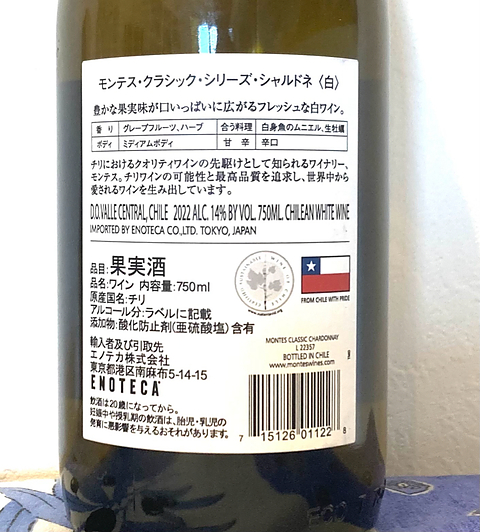 モンテス・クラシック・シリーズ・シャルドネ〈白〉
豊かな果実味が口いっぱいに広がるフレッシュな白ワイン。
香り グレープフルーツ、ハーブ 合う料理 白身魚のムニエル、生牡蠣
ボディ ミディアムボディ 甘辛 辛口
チリにおけるクオリティワインの先駆けとして知られるワイナリー、
モンテス。チリワインの可能性と最高品質を追求し、世界中から
愛されるワインを生み出しています。
D.O.VALLE CENTRAL, CHILE 2022 ALC. 14% BY VOL. 750ML. CHILEAN WHITE WINE
IMPORTED BY ENOTECA CO.,LTD. TOKYO, JAPAN
品目:果実酒
品名:ワイン 内容量:750ml
原産国名:チリ
アルコール分:ラベルに記載
添加物:酸化防止剤(亜硫酸塩)含有
輸入者及び引取先
エノテカ株式会社
東京都港区南麻布5-14-15
ENOTECA
飲酒は20歳になってから。
妊娠中や授乳期の飲酒は、胎児・乳児の
発育に悪影響を与えるおそれがあります。
FROM CHILE WITH PRIDE
MONTES CLASSIC CHARDONNAY
L 22357
BOTTLED IN CHILE
www.monteswines.com
7 15126 01122 8